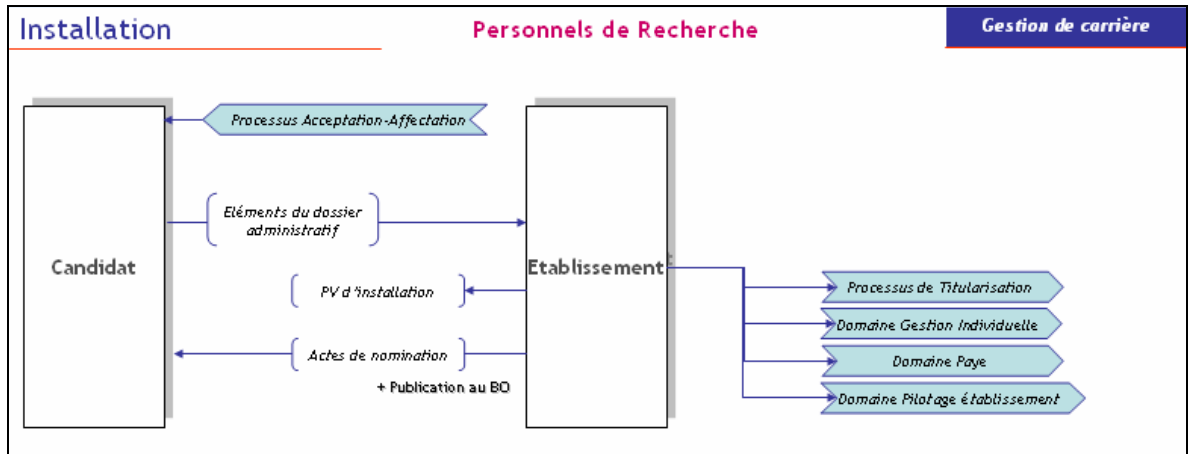 Installation
Personnels de Recherche
Gestion de carrière
Processus Acceptation-Affectation
Eléments du dossier
administratif
Candidat
Etablissement
PV d'installation
Processus de Titularisation
Domaine Gestion Individuelle
Actes de nomination
Domaine Paye
+ Publication au BO
Domaine Pilotage établissement